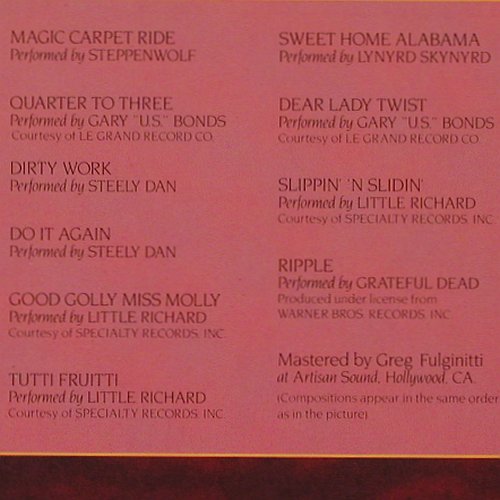 MAGIC CARPET RIDE
Performed by STEPPENWOLF
QUARTER TO THREE
Performed by GARY "U.S." BONDS
Courtesy of LE GRAND RECORD CO.
DIRTY WORK
Performed by STEELY DAN
DO IT AGAIN
Performed by STEELY DAN
GOOD GOLLY MISS MOLLY
Performed by LITTLE RICHARD
Courtesy of SPECIALTY RECORDS, INC.
TUTTI FRUITTI
Performed by LITTLE RICHARD
Courtesy of SPECIALTY RECORDS, INC.
SWEET HOME ALABAMA
Performed by LYNYRD SKYNYRD
DEAR LADY TWIST
Performed by GARY "U.S." BONDS
Courtesy of LE GRAND RECORD CO.
SLIPPIN' 'N SLIDIN'
Performed by LITTLE RICHARD
Courtesy of SPECIALTY RECORDS, INC.
RIPPLE
Performed by GRATEFUL DEAD
Produced under license from
WARNER BROS. RECORDS, INC.
Mastered by Greg Fulginitti
at Artisan Sound, Hollywood, CA.
(Compositions appear in the same order
as in the picture)